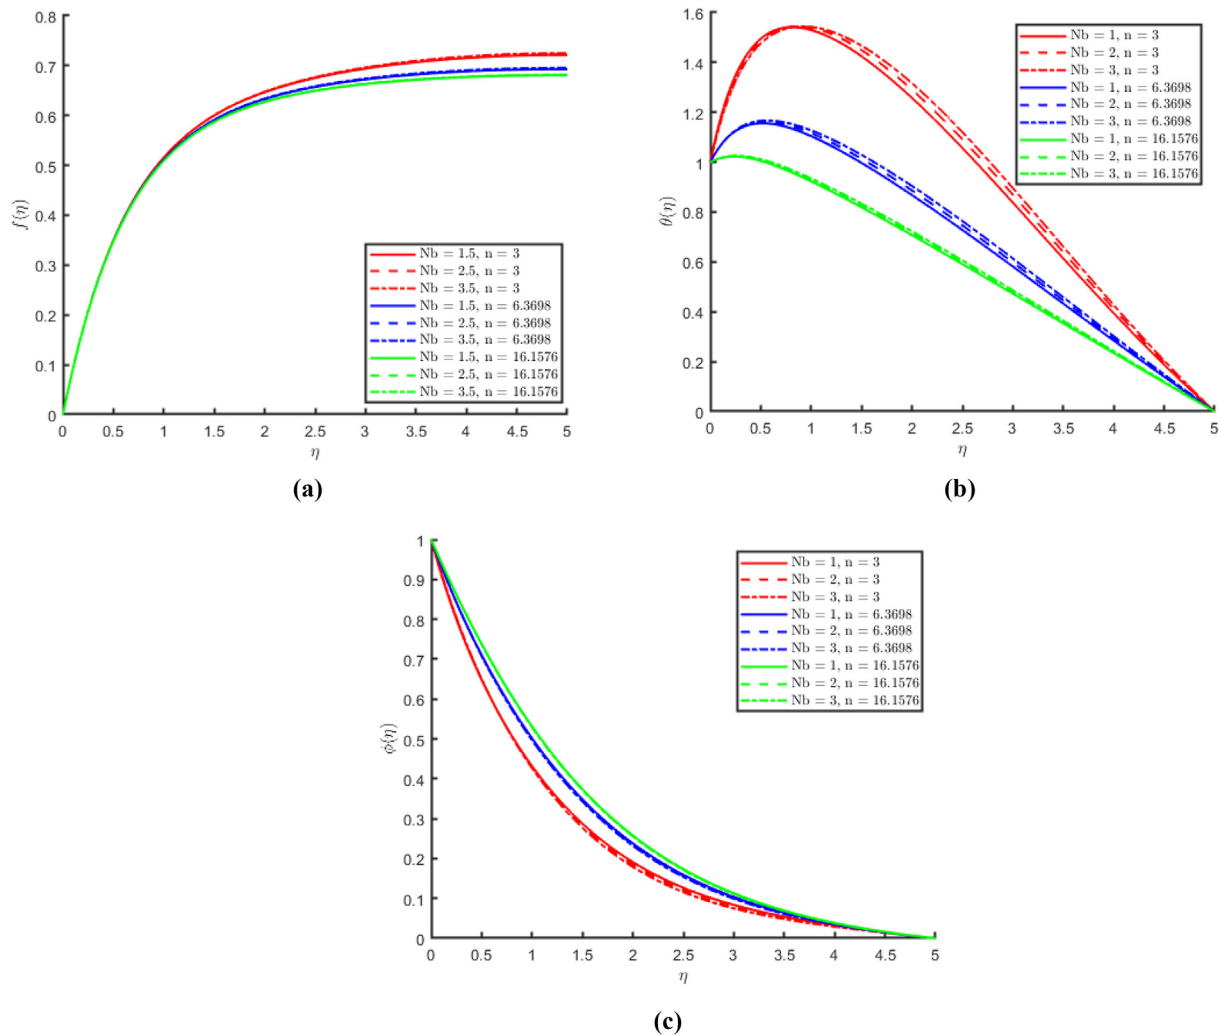 0.8
0.7
0.6
0.5
0.4
0.3
0.2
0.1
0
f(η)
Nb = 1.5, n = 3
Nb = 2.5, n = 3
Nb = 3.5, n = 3
Nb = 1.5, n = 6.3698
Nb = 2.5, n = 6.3698
Nb = 3.5, n = 6.3698
Nb = 1.5, n = 16.1576
Nb = 2.5, n = 16.1576
Nb = 3.5, n = 16.1576
0 0.5 1 1.5 2 2.5 3 3.5 4 4.5 5
η
(a)
1.6
1.4
1.2
1
0.8
0.6
0.4
0.2
0
θ(η)
Nb = 1, n = 3
Nb = 2, n = 3
Nb = 3, n = 3
Nb = 1, n = 6.3698
Nb = 2, n = 6.3698
Nb = 3, n = 6.3698
Nb = 1, n = 16.1576
Nb = 2, n = 16.1576
Nb = 3, n = 16.1576
0 0.5 1 1.5 2 2.5 3 3.5 4 4.5 5
η
(b)
1
0.9
0.8
0.7
0.6
0.5
0.4
0.3
0.2
0.1
0
ϕ(η)
Nb = 1, n = 3
Nb = 2, n = 3
Nb = 3, n = 3
Nb = 1, n = 6.3698
Nb = 2, n = 6.3698
Nb = 3, n = 6.3698
Nb = 1, n = 16.1576
Nb = 2, n = 16.1576
Nb = 3, n = 16.1576
0 0.5 1 1.5 2 2.5 3 3.5 4 4.5 5
η
(c)